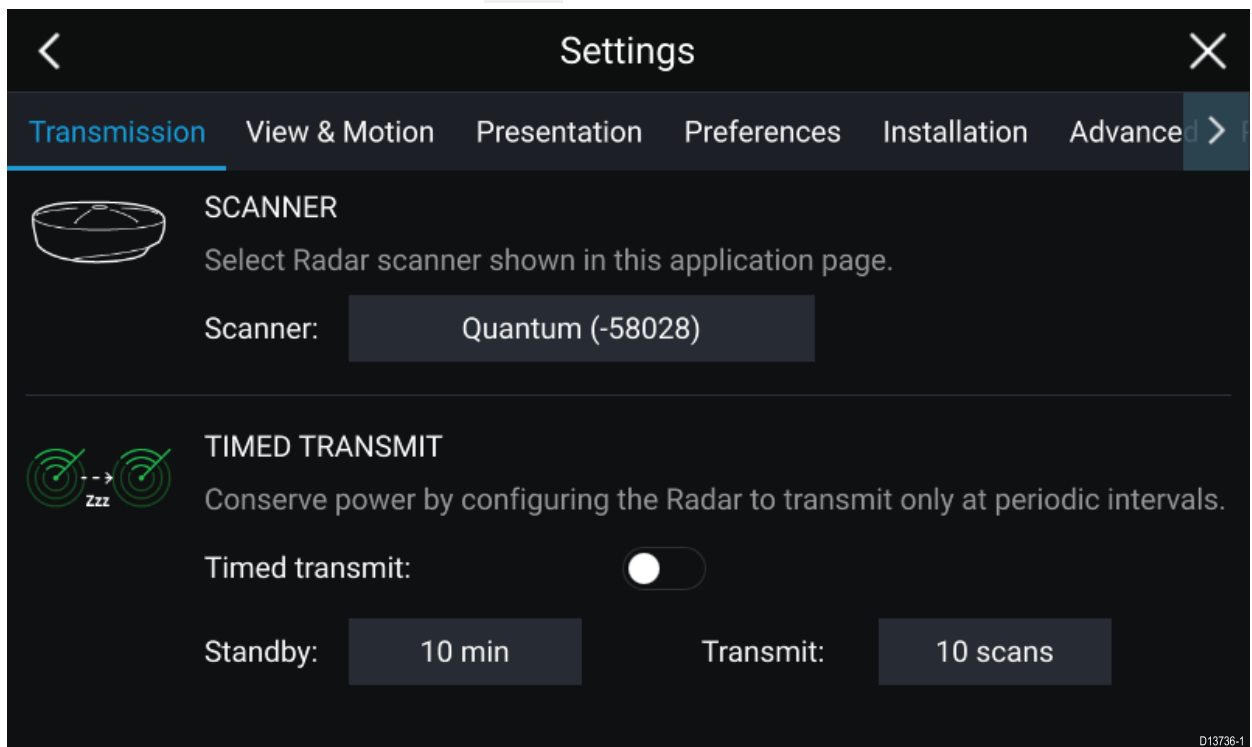 Settings
Transmission View & Motion Presentation Preferences Installation Advanced
SCANNER
Select Radar scanner shown in this application page.
Scanner: Quantum (-58028)
TIMED TRANSMIT
Zzz
Conserve power by configuring the Radar to transmit only at periodic intervals.
Timed transmit:
Standby: 10 min Transmit: 10 scans
D13736-1